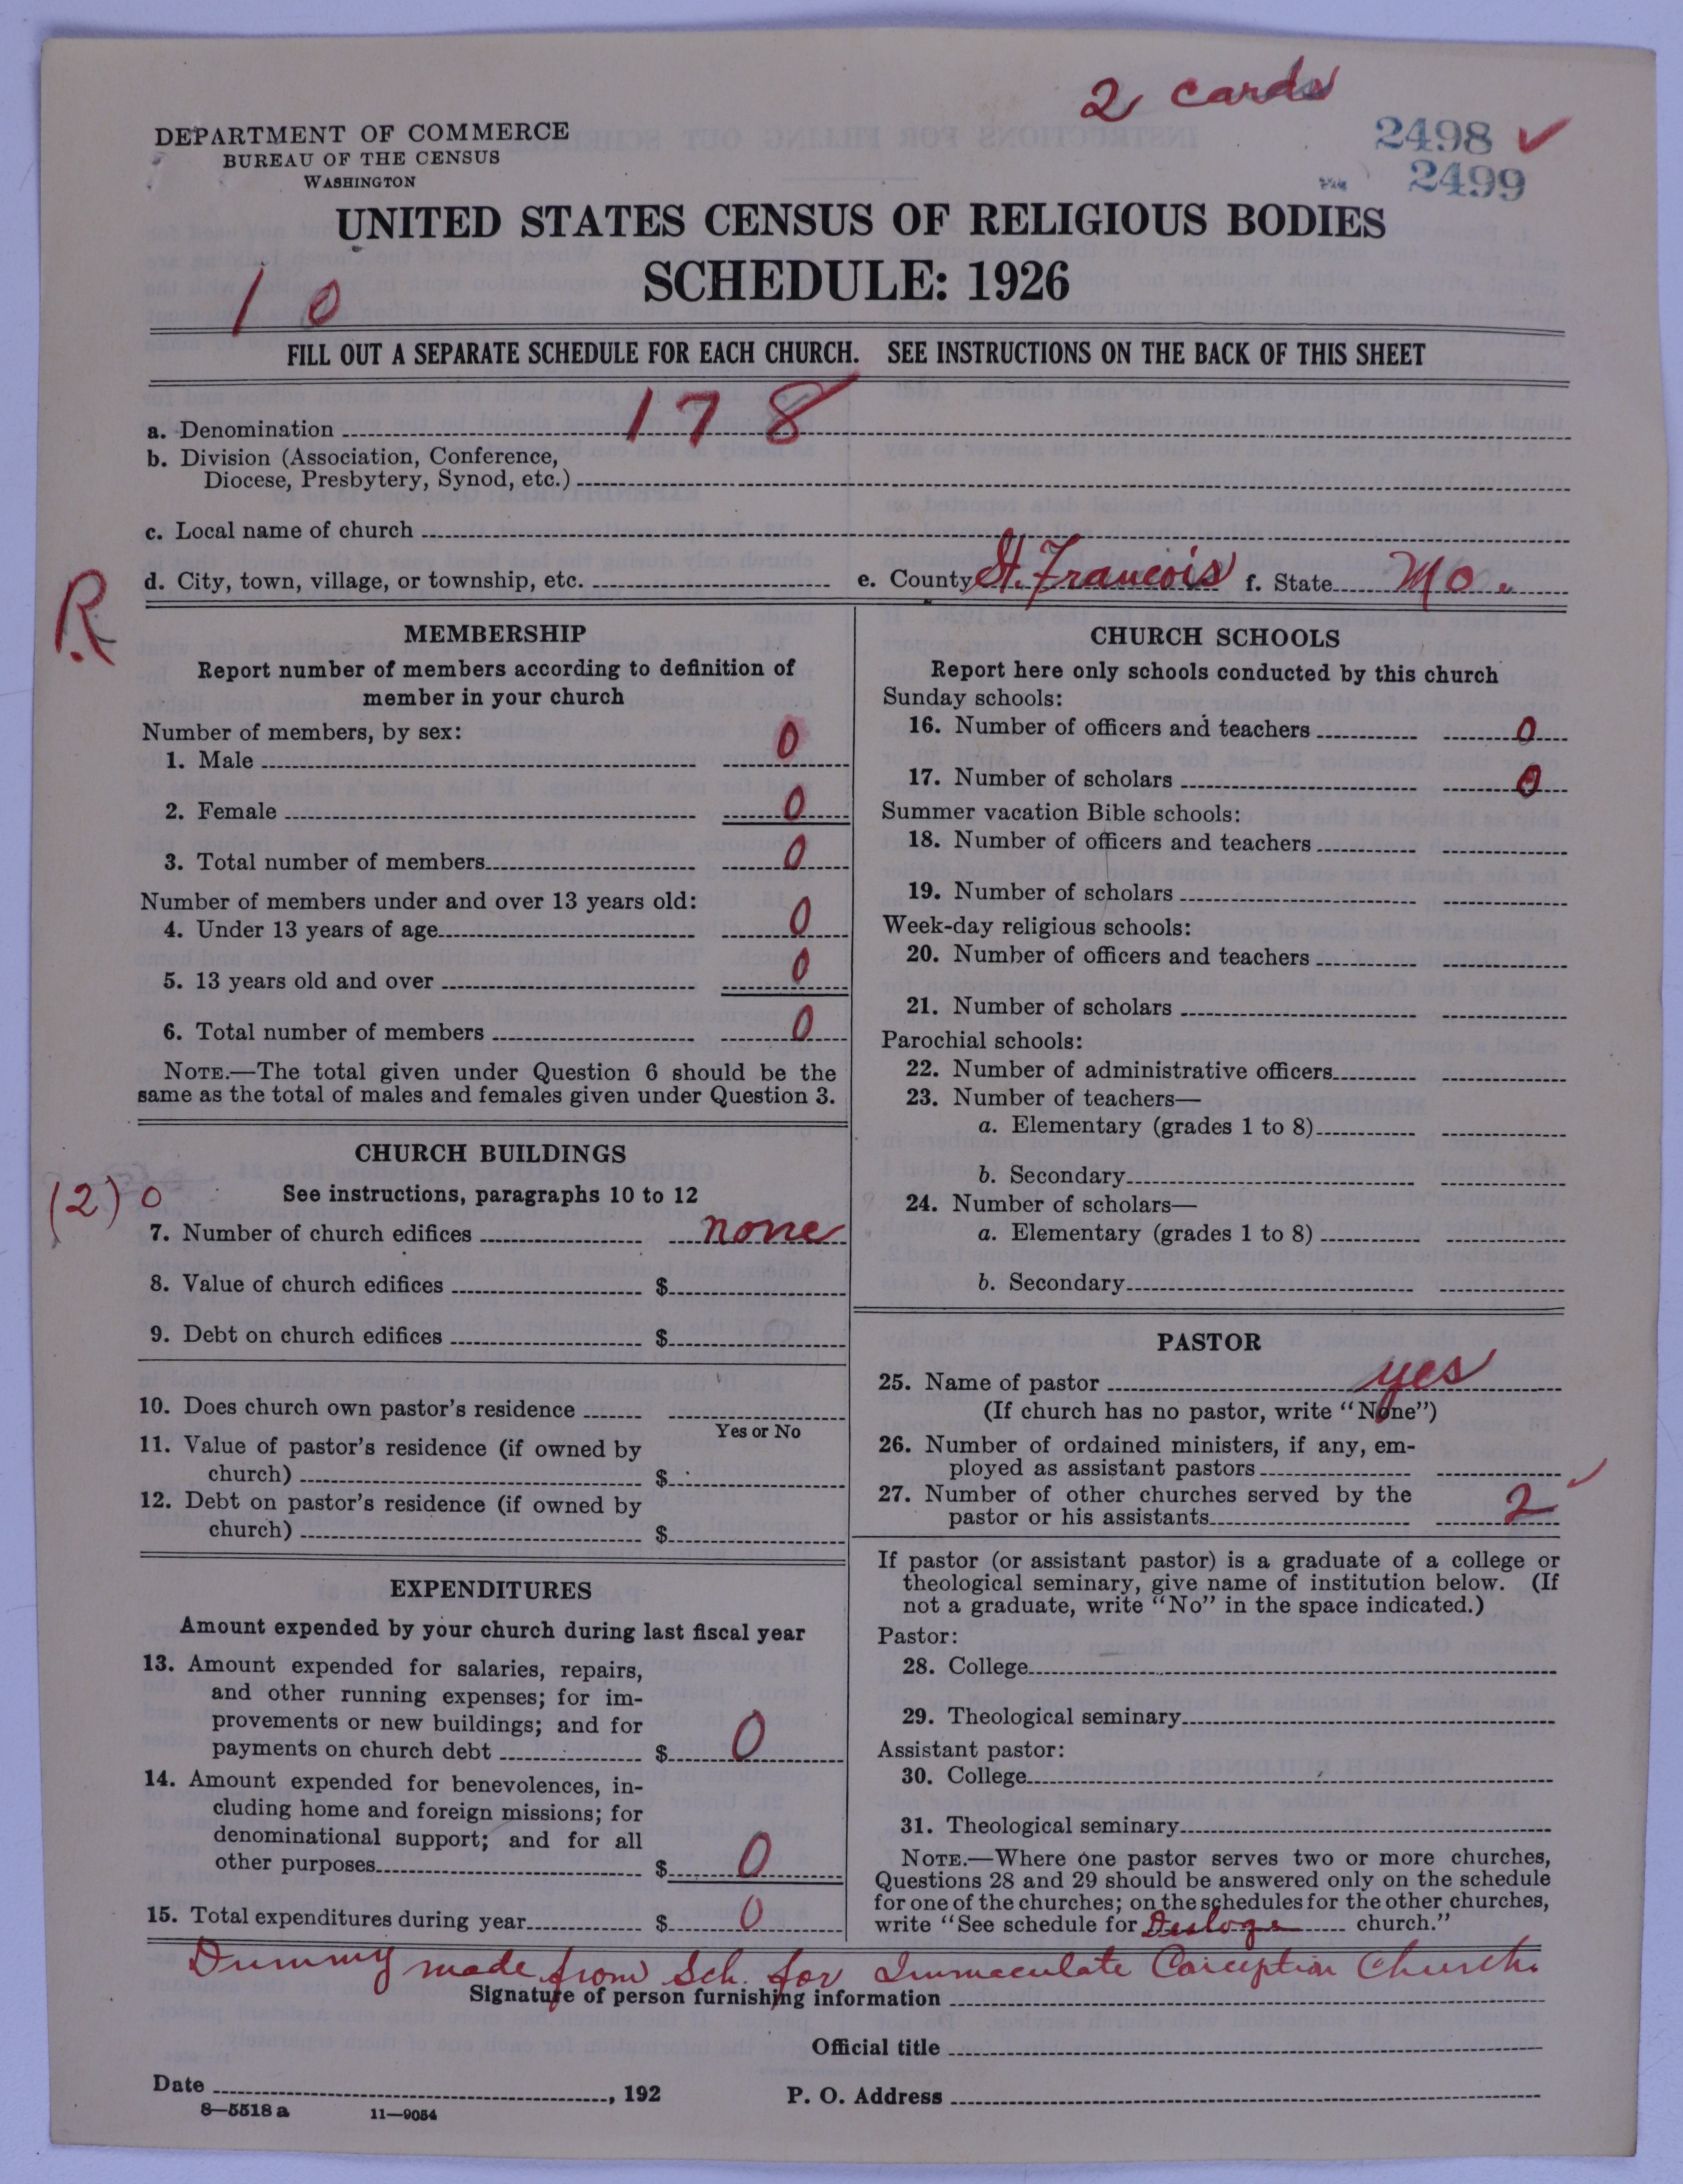 2 cards
DEPARTMENT OF COMMERCE
BUREAU OF THE CENSUS
WASHINGTON
2498 ✓
2499
UNITED STATES CENSUS OF RELIGIOUS BODIES
SCHEDULE: 1926
10
FILL OUT A SEPARATE SCHEDULE FOR EACH CHURCH. SEE INSTRUCTIONS ON THE BACK OF THIS SHEET
a. Denomination 178
b. Division (Association, Conference,
Diocese, Presbytery, Synod, etc.)
c. Local name of church
d. City, town, village, or township, etc. e. County St. Francois f. State Mo.
R
MEMBERSHIP
Report number of members according to definition of
member in your church
Number of members, by sex:
1. Male 0
2. Female 0
3. Total number of members 0
Number of members under and over 13 years old:
4. Under 13 years of age 0
5. 13 years old and over 0
6. Total number of members 0
NOTE.—The total given under Question 6 should be the
same as the total of males and females given under Question 3.
CHURCH BUILDINGS
(2) 0
See instructions, paragraphs 10 to 12
7. Number of church edifices none
8. Value of church edifices $
9. Debt on church edifices $
10. Does church own pastor's residence
Yes or No
11. Value of pastor's residence (if owned by
church) $
12. Debt on pastor's residence (if owned by
church) $
EXPENDITURES
Amount expended by your church during last fiscal year
13. Amount expended for salaries, repairs,
and other running expenses; for im-
provements or new buildings; and for
payments on church debt $ 0
14. Amount expended for benevolences, in-
cluding home and foreign missions; for
denominational support; and for all
other purposes $ 0
15. Total expenditures during year $ 0
CHURCH SCHOOLS
Report here only schools conducted by this church
Sunday schools:
16. Number of officers and teachers 0
17. Number of scholars 0
Summer vacation Bible schools:
18. Number of officers and teachers
19. Number of scholars
Week-day religious schools:
20. Number of officers and teachers
21. Number of scholars
Parochial schools:
22. Number of administrative officers
23. Number of teachers—
a. Elementary (grades 1 to 8)
b. Secondary
24. Number of scholars—
a. Elementary (grades 1 to 8)
b. Secondary
PASTOR
25. Name of pastor yes
(If church has no pastor, write "None")
26. Number of ordained ministers, if any, em-
ployed as assistant pastors
27. Number of other churches served by the
pastor or his assistants 2 ✓
If pastor (or assistant pastor) is a graduate of a college or
theological seminary, give name of institution below. (If
not a graduate, write "No" in the space indicated.)
Pastor:
28. College
29. Theological seminary
Assistant pastor:
30. College
31. Theological seminary
NOTE.—Where one pastor serves two or more churches,
Questions 28 and 29 should be answered only on the schedule
for one of the churches; on the schedules for the other churches,
write "See schedule for Desloge church."
Dummy made from Sch. for Immaculate Conception Church.
Signature of person furnishing information
Official title
Date , 192 P. O. Address
8—5518 a 11—9054